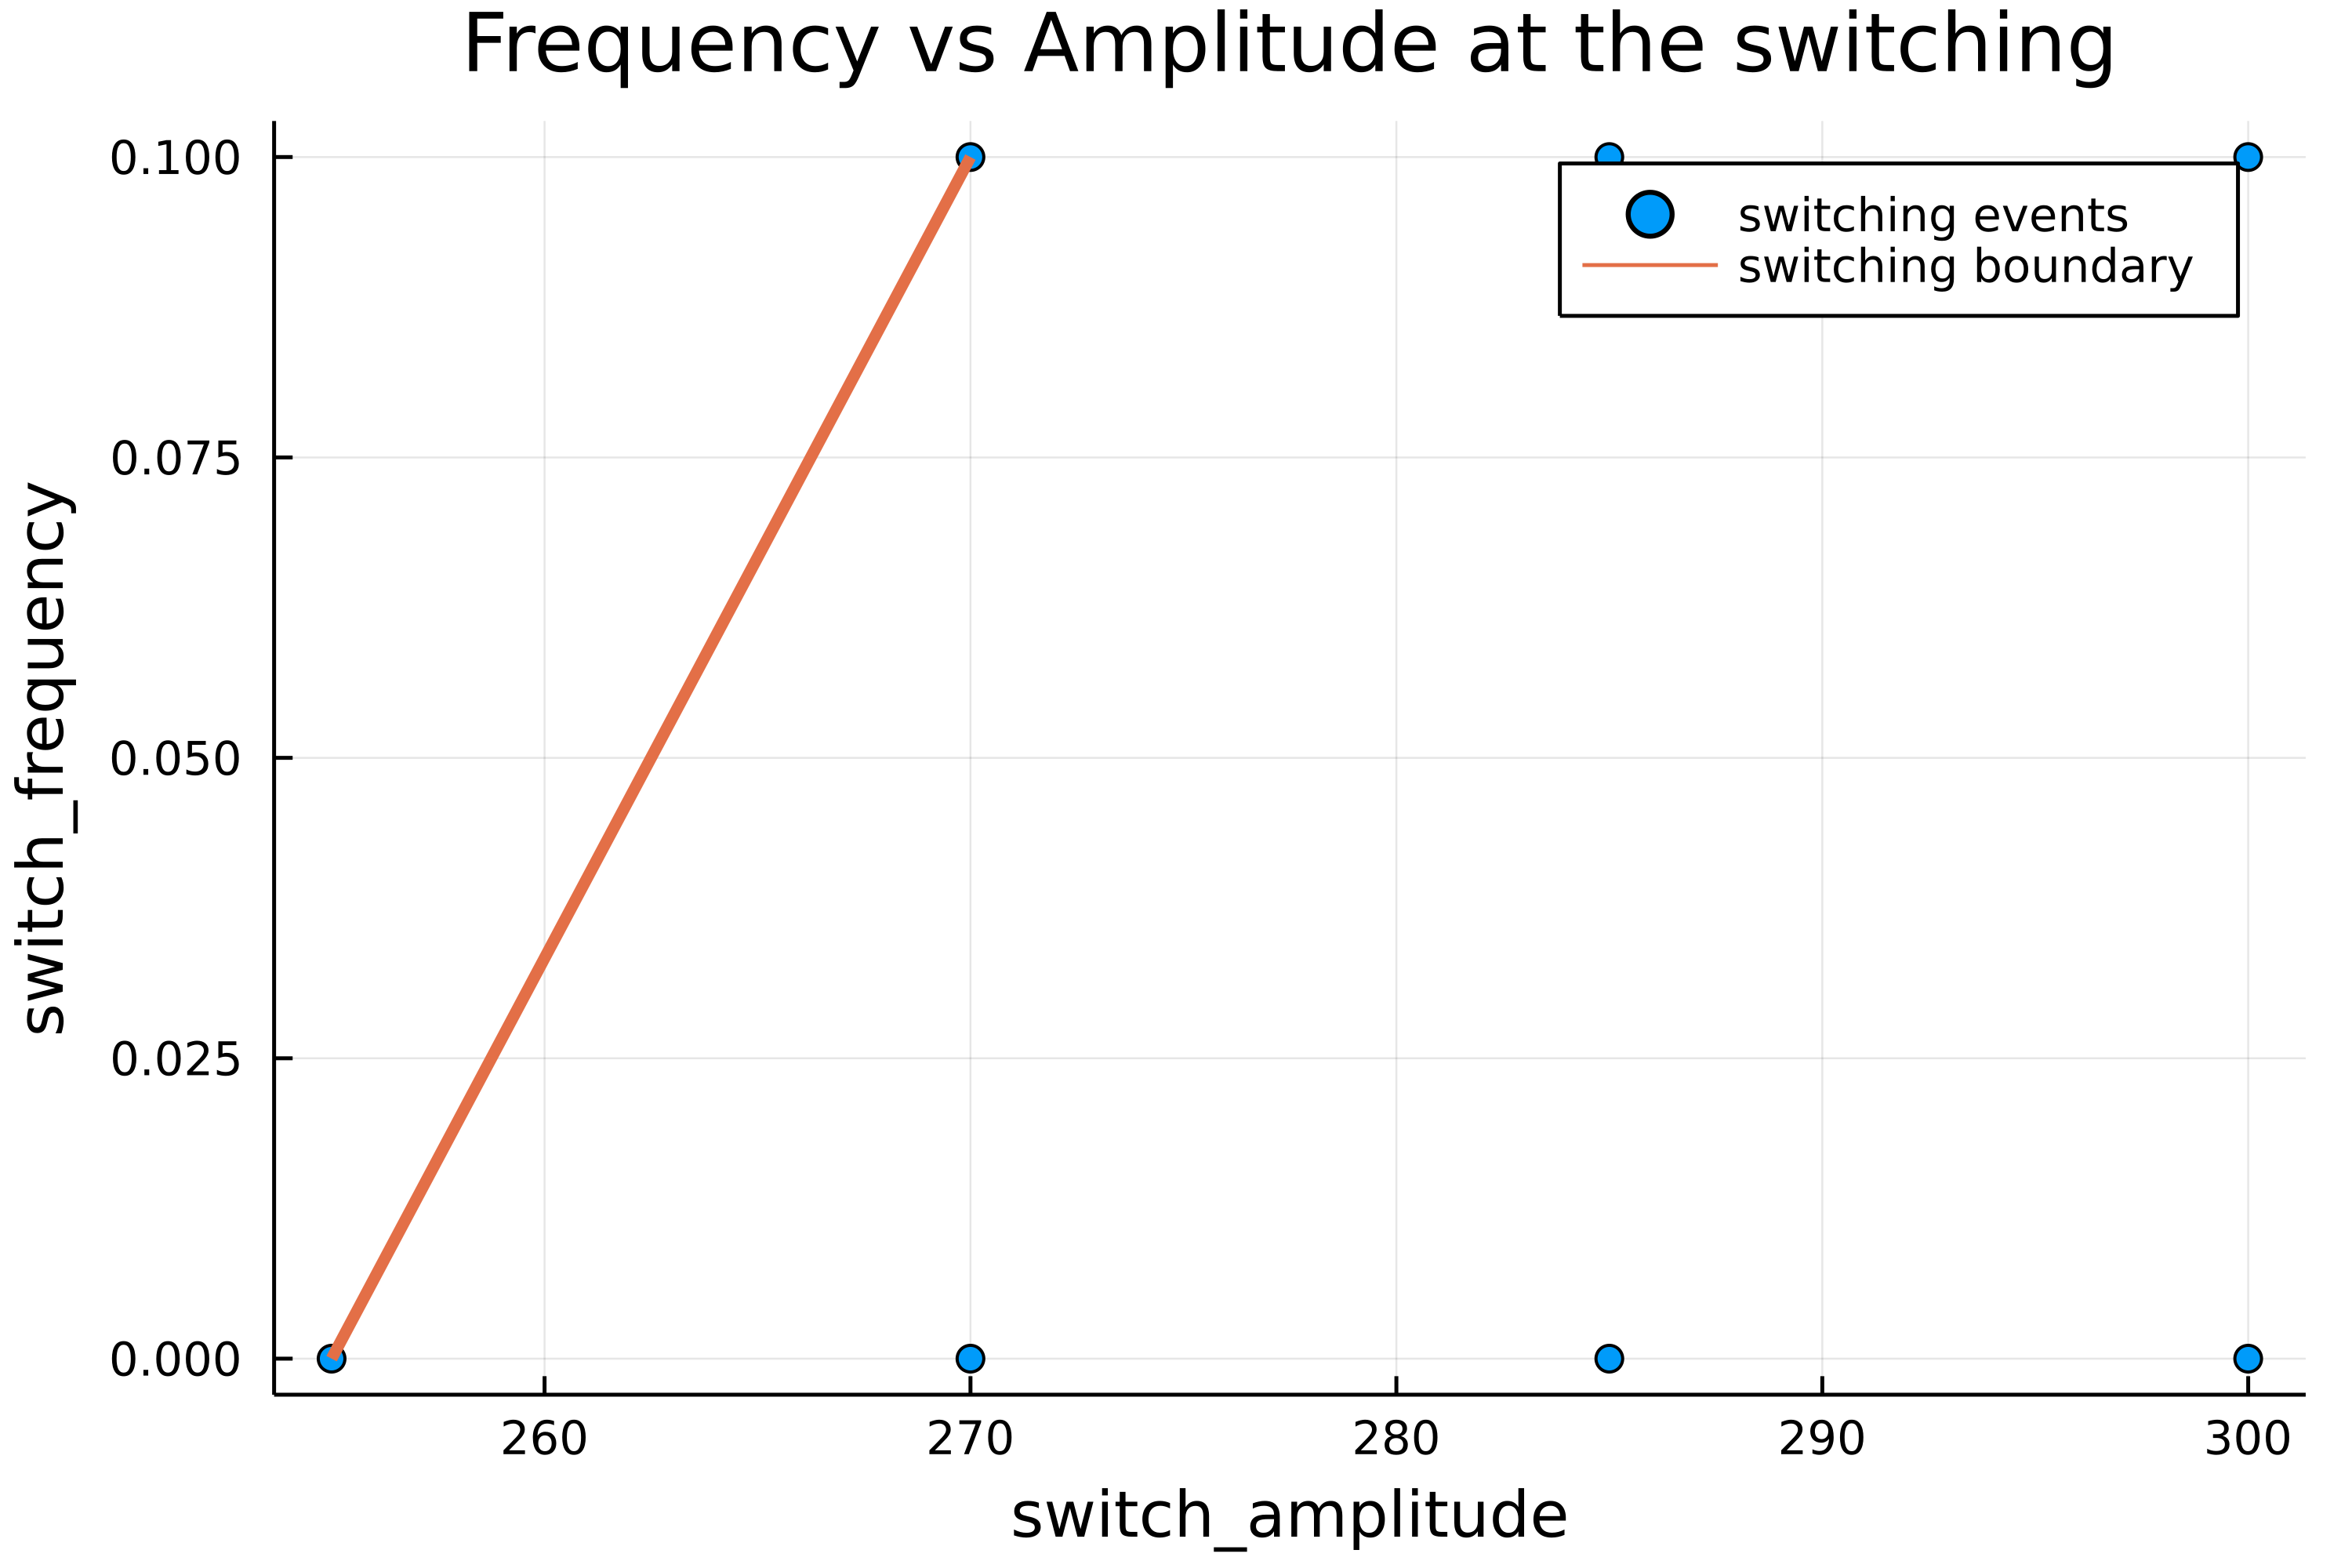 Frequency vs Amplitude at the switching
switching events
switching boundary
0.100
0.075
0.050
0.025
0.000
switch_frequency
260 270 280 290 300
switch_amplitude